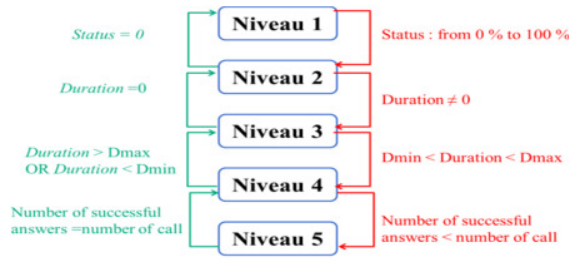 Niveau 1
Status = 0
Status : from 0 % to 100 %
Niveau 2
Duration =0
Duration ≠ 0
Niveau 3
Duration > Dmax
OR Duration < Dmin
Dmin < Duration < Dmax
Niveau 4
Number of successful
answers =number of call
Number of successful
answers < number of call
Niveau 5